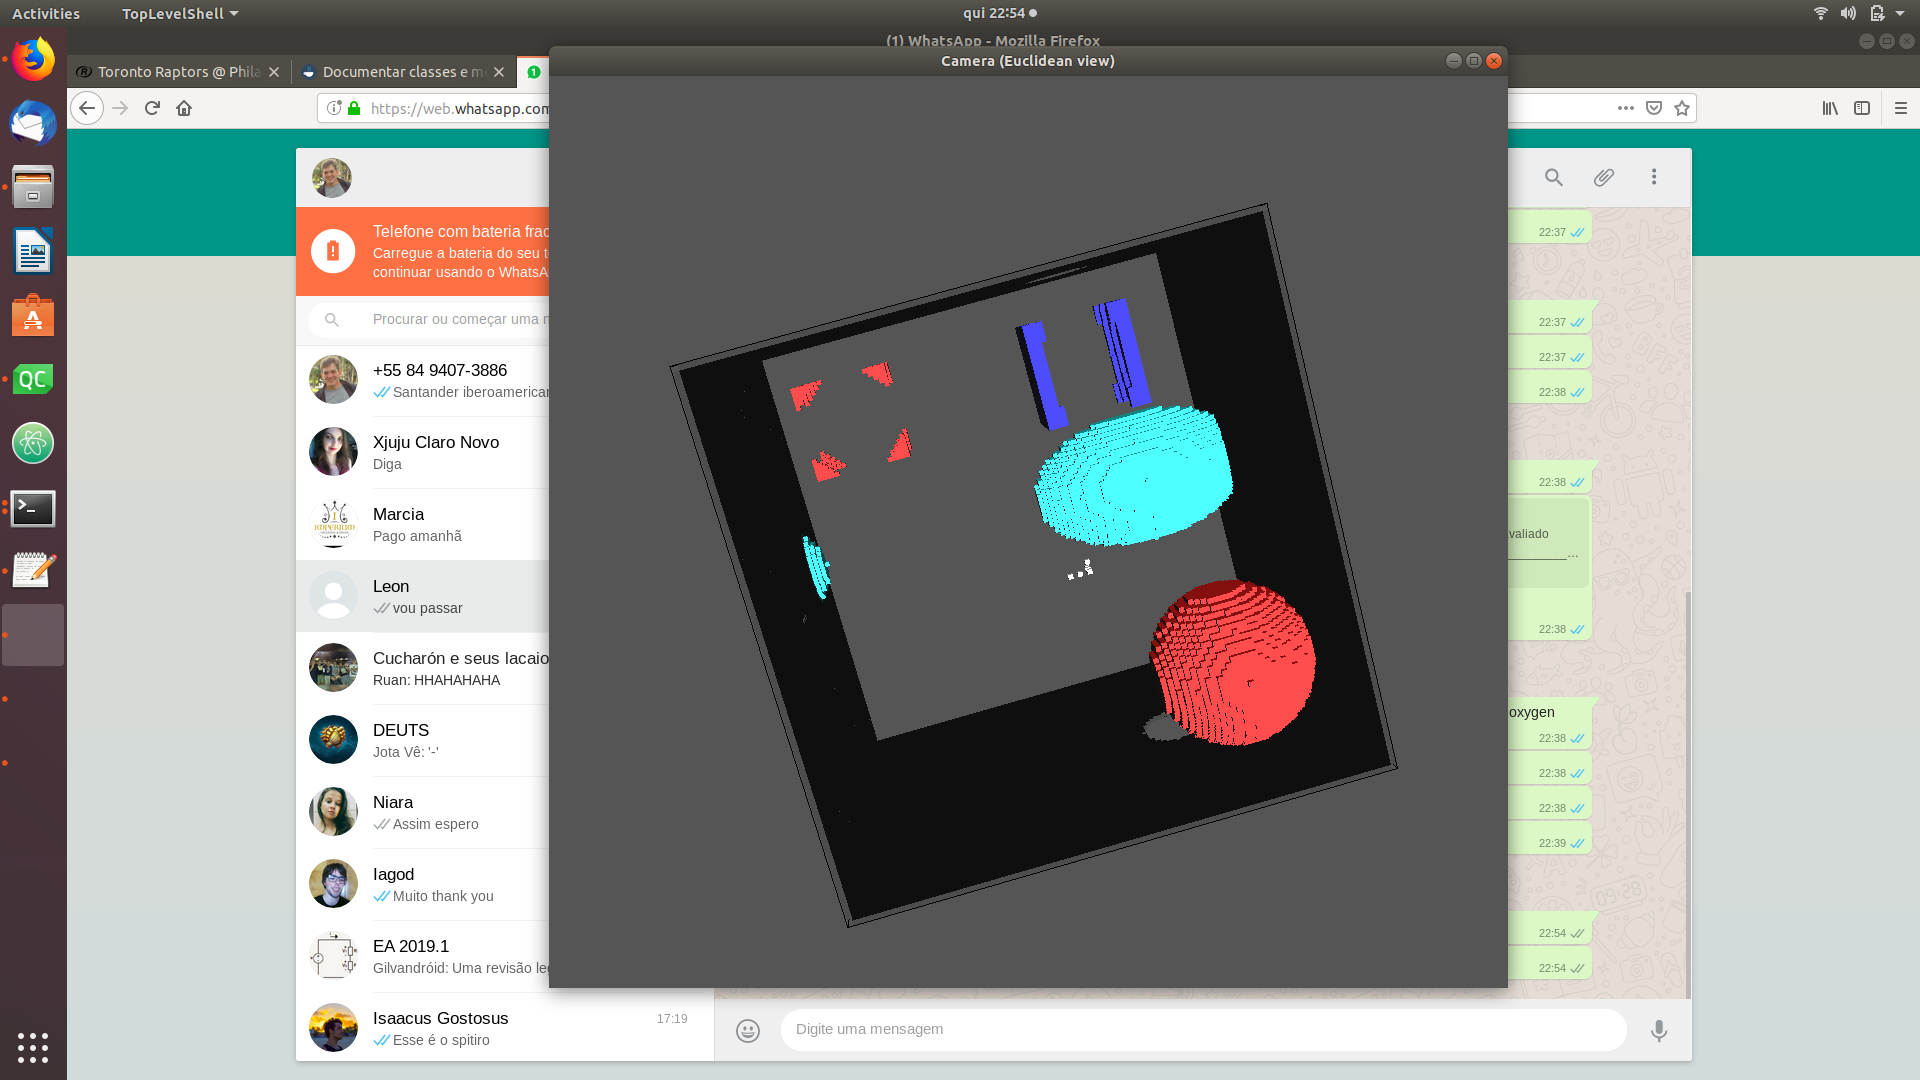 Activities
TopLevelShell
qui 22:54
(1) WhatsApp - Mozilla Firefox
Camera (Euclidean view)
Toronto Raptors @ Phila
Documentar classes e m
1
https://web.whatsapp.com
Telefone com bateria frac
Carregue a bateria do seu t
continuar usando o WhatsA
Procurar ou começar uma n
+55 84 9407-3886
Santander iberoamerican
Xjuju Claro Novo
Diga
IMPERIUM
Marcia
Pago amanhã
Leon
vou passar
Cucharón e seus lacaio
Ruan: HHAHAHAHA
DEUTS
Jota Vê: '-'
Niara
Assim espero
Iagod
Muito thank you
EA 2019.1
Gilvandróid: Uma revisão leg
Isaacus Gostosus
17:19
Esse é o spitiro
QC
22:37
22:37
22:37
22:38
22:38
valiado
22:38
oxygen
22:38
22:38
22:38
22:39
22:54
22:54
Digite uma mensagem